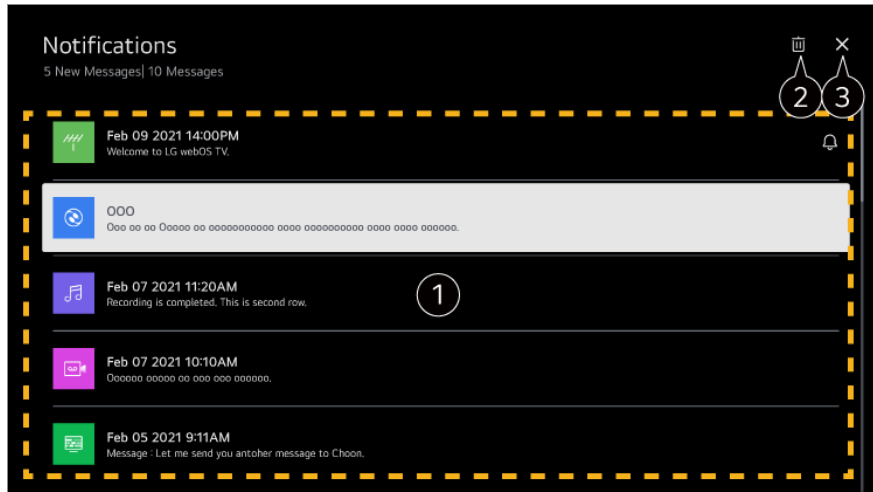 Notifications
5 New Messages| 10 Messages
2
3
Feb 09 2021 14:00PM
Welcome to LG webOS TV.
OOO
Ooo oo oo Ooooo oo ooooooooooo oooo oooooooooo oooo oooo oooooo.
Feb 07 2021 11:20AM
Recording is completed. This is second row.
1
Feb 07 2021 10:10AM
Oooooo ooooo oo ooo ooo oooooo.
Feb 05 2021 9:11AM
Message : Let me send you antoher message to Choon.